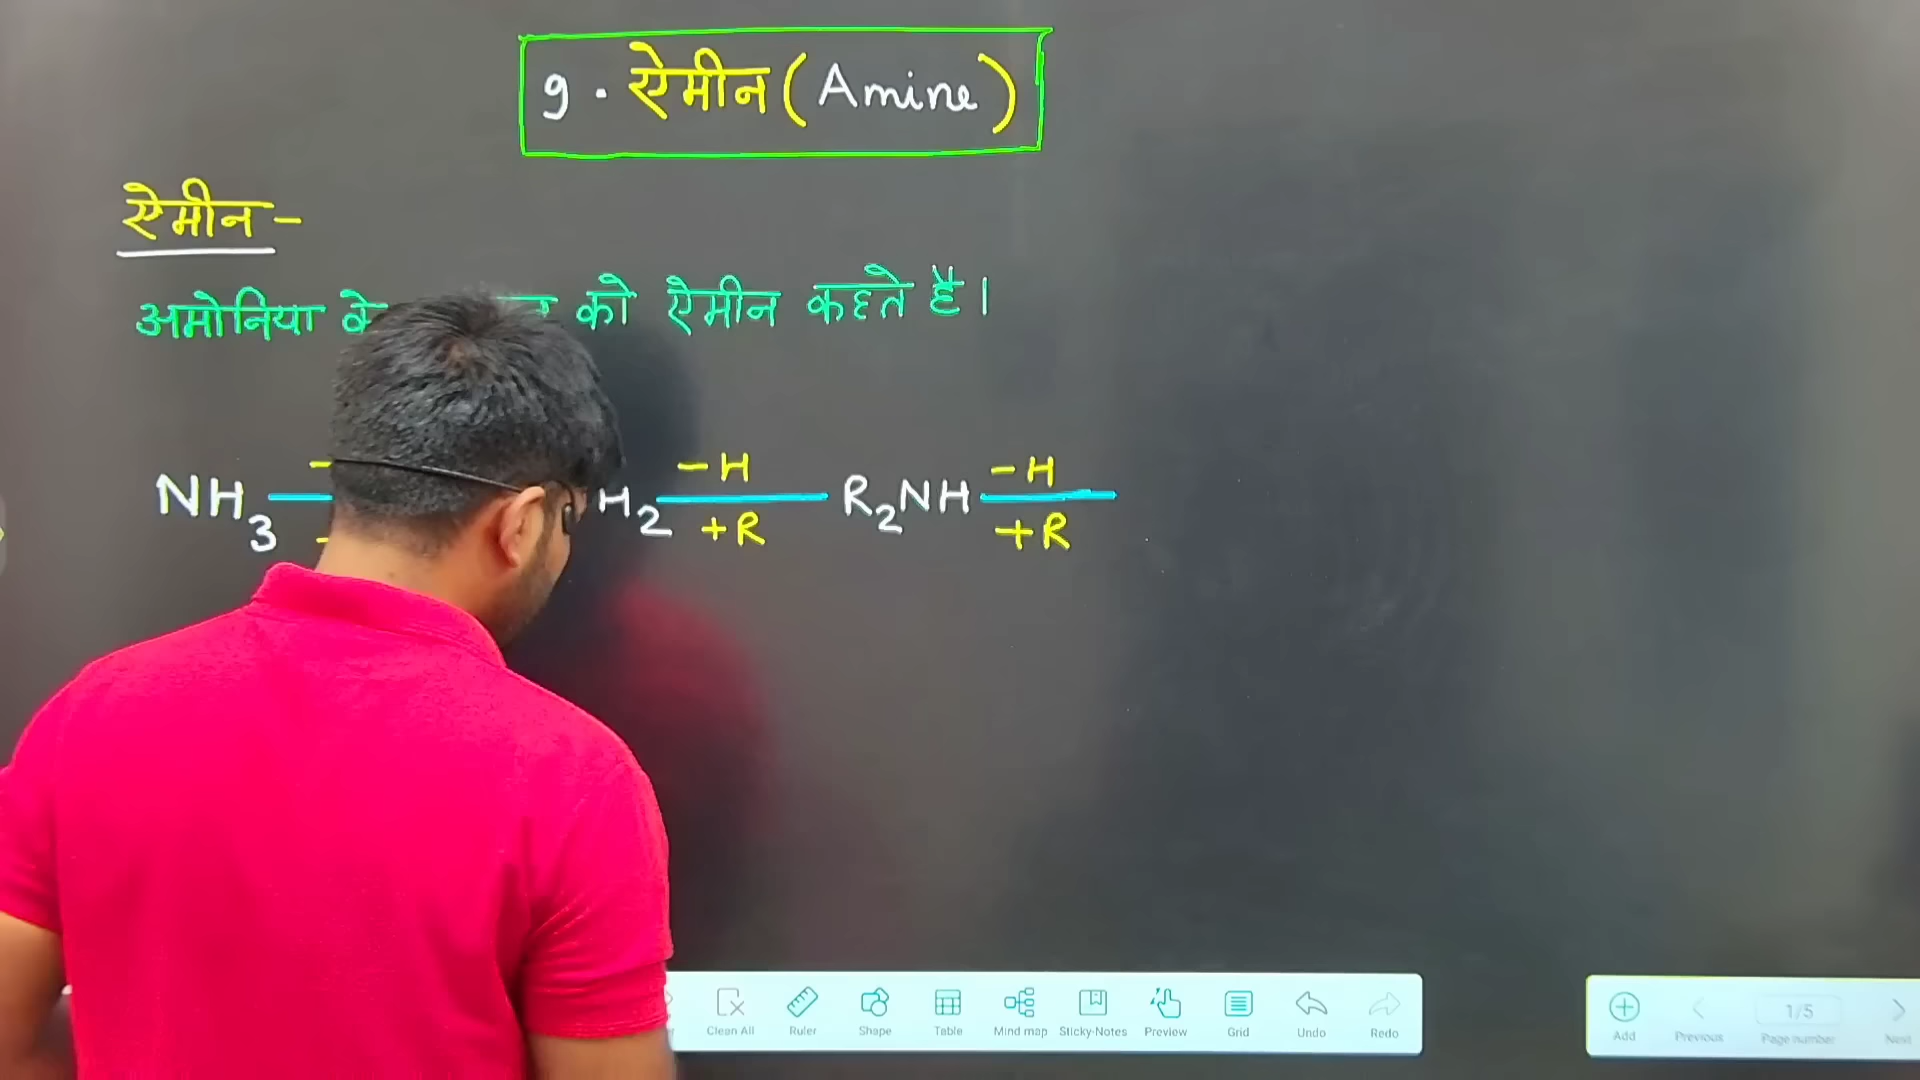 9. ऐमीन (Amine)
ऐमीन -
अमोनिया के को ऐमीन कहते है।
NH3 H2 -H +R R2NH -H +R
Clean All Ruler Shape Table Mind map Sticky-Notes Preview Grid Undo Redo
Add Previous 1/5 Page number Next